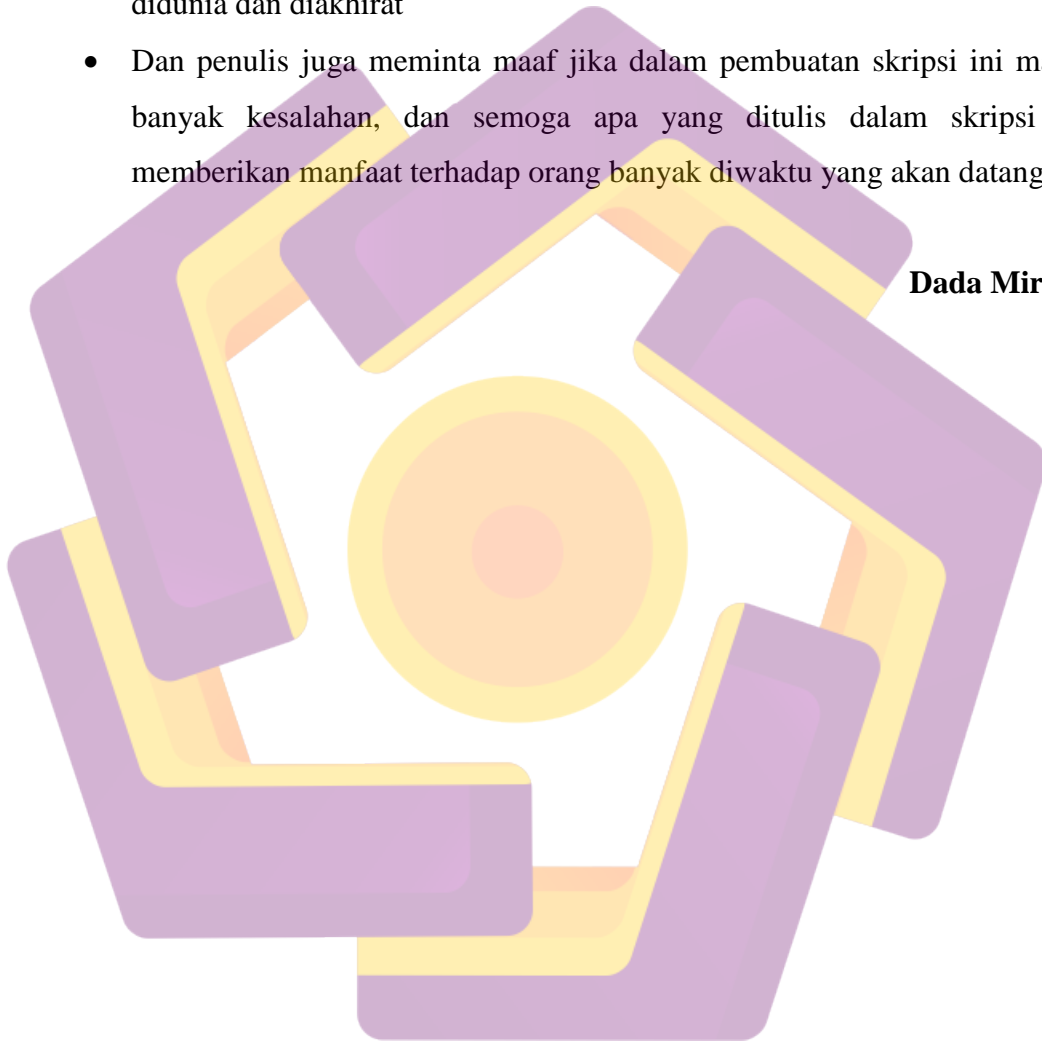 didunia dan diakhirat
• Dan penulis juga meminta maaf jika dalam pembuatan skripsi ini
banyak kesalahan, dan semoga apa yang ditulis dalam skripsi
memberikan manfaat terhadap orang banyak diwaktu yang akan datang
Dada